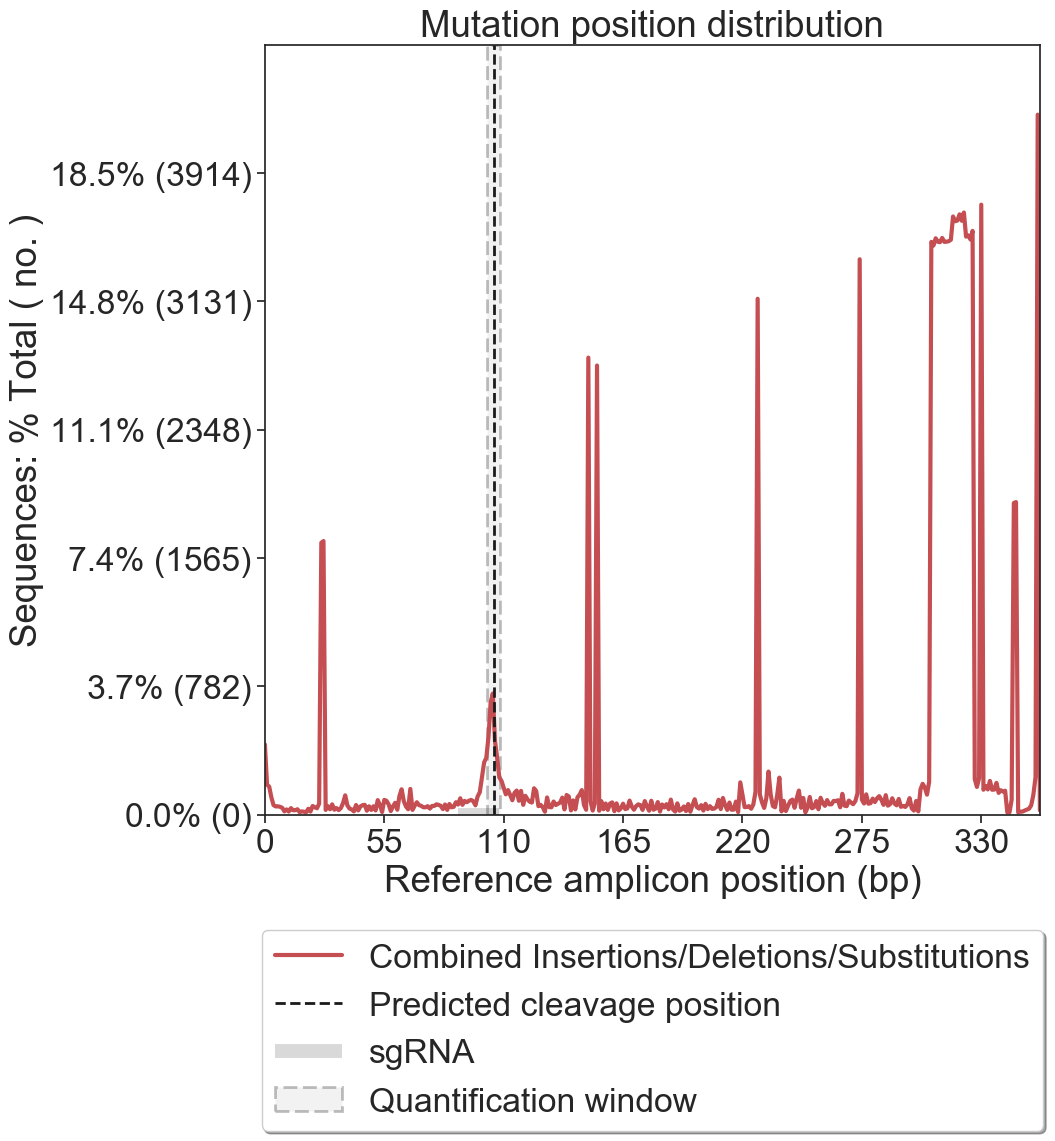 Mutation position distribution
Sequences: % Total ( no. )
18.5% (3914)
14.8% (3131)
11.1% (2348)
7.4% (1565)
3.7% (782)
0.0% (0)
0 55 110 165 220 275 330
Reference amplicon position (bp)
Combined Insertions/Deletions/Substitutions
Predicted cleavage position
sgRNA
Quantification window